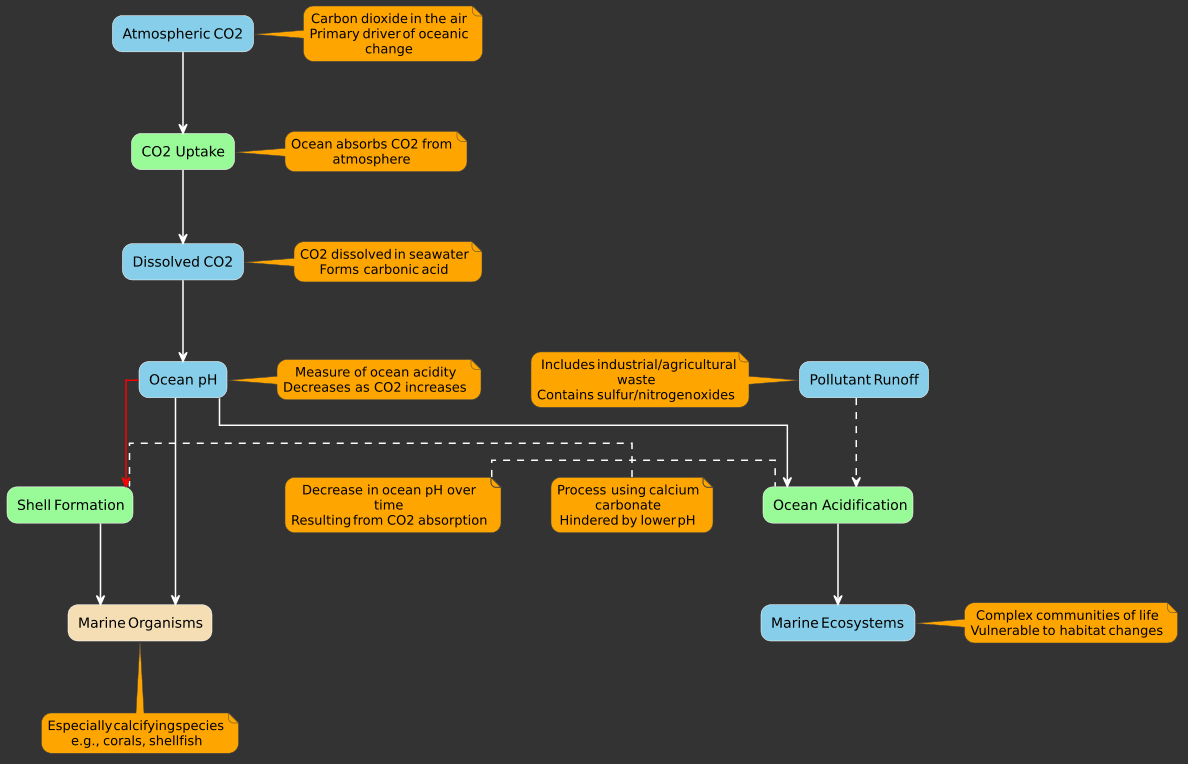 Atmospheric CO2
Carbon dioxide in the air
Primary driver of oceanic
change
CO2 Uptake
Ocean absorbs CO2 from
atmosphere
Dissolved CO2
CO2 dissolved in seawater
Forms carbonic acid
Ocean pH
Measure of ocean acidity
Decreases as CO2 increases
Includes industrial/agricultural
waste
Contains sulfur/nitrogenoxides
Pollutant Runoff
Shell Formation
Decrease in ocean pH over
time
Resulting from CO2 absorption
Process using calcium
carbonate
Hindered by lower pH
Ocean Acidification
Marine Organisms
Marine Ecosystems
Complex communities of life
Vulnerable to habitat changes
Especially calcifying species
e.g., corals, shellfish